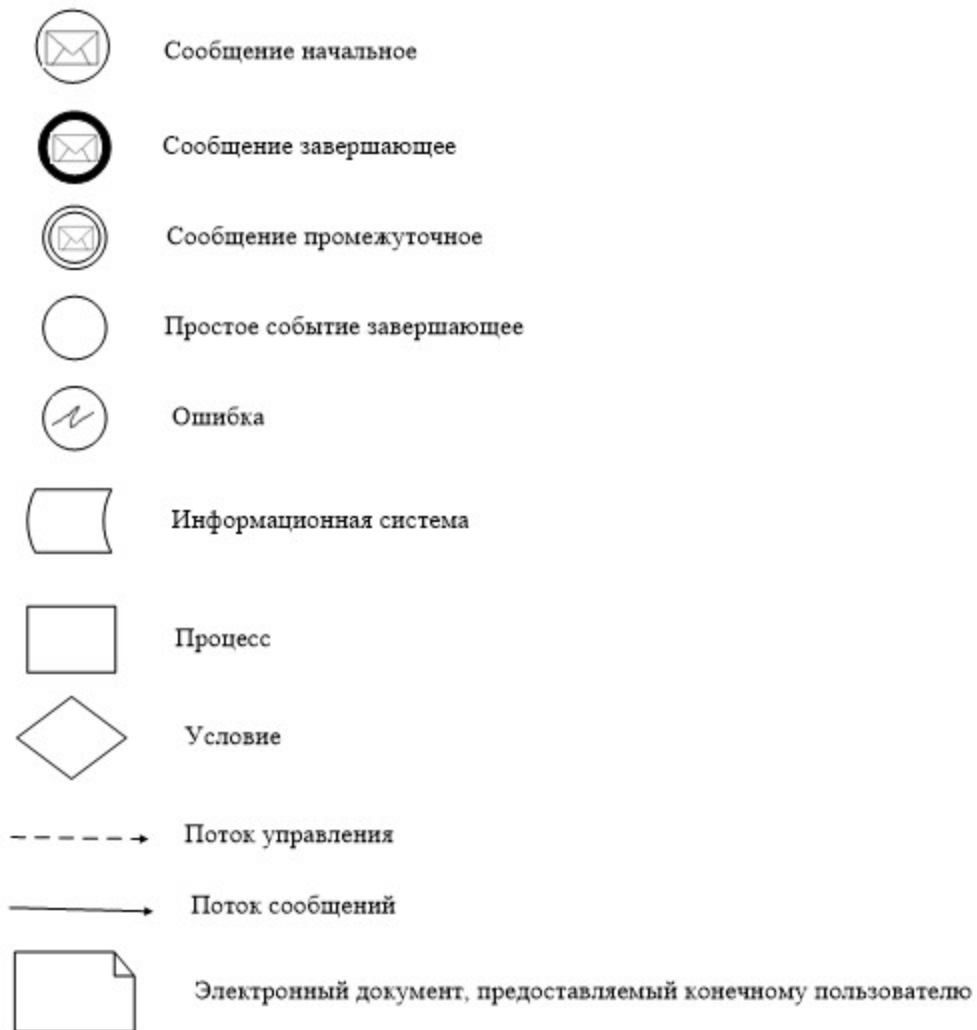 Сообщение начальное
Сообщение завершающее
Сообщение промежуточное
Простое событие завершающее
Ошибка
Информационная система
Процесс
Условие
Поток управления
Поток сообщений
Электронный документ, предоставляемый конечному пользователю